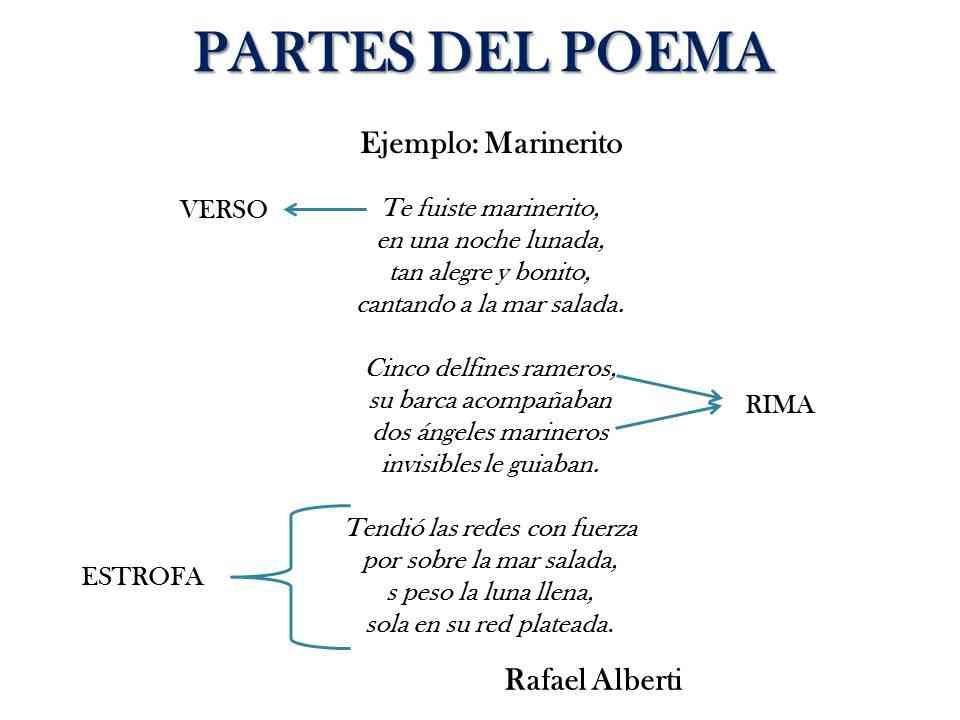 PARTES DEL POEMA
Ejemplo: Marinerito
VERSO
Te fuiste marinerito,
en una noche lunada,
tan alegre y bonito,
cantando a la mar salada.
Cinco delfines rameros,
su barca acompañaban
dos ángeles marineros
invisibles le guiaban.
RIMA
Tendió las redes con fuerza
por sobre la mar salada,
s peso la luna llena,
sola en su red plateada.
ESTROFA
Rafael Alberti